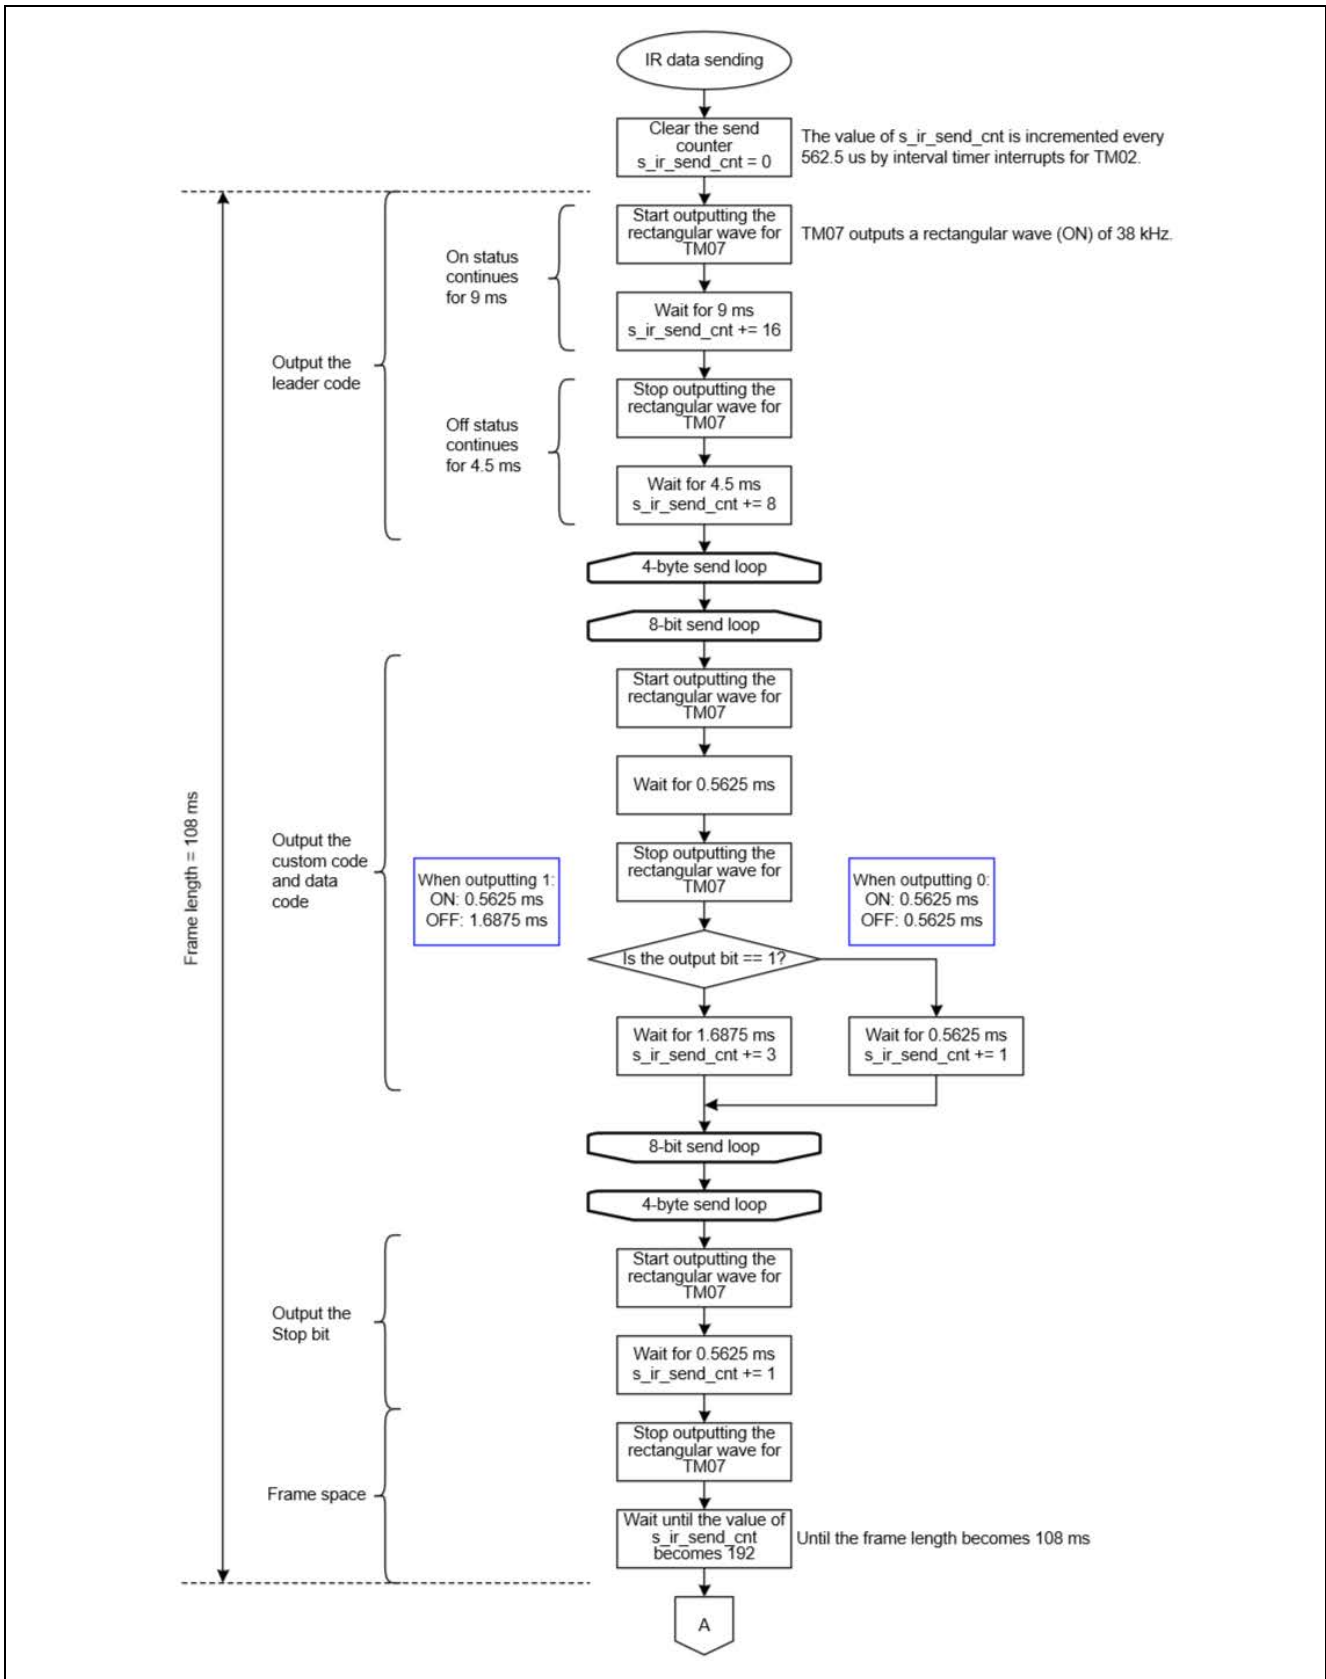 IR data sending
Clear the send
counter
s_ir_send_cnt = 0
The value of s_ir_send_cnt is incremented every
562.5 us by interval timer interrupts for TM02.
Start outputting the
rectangular wave for
TM07
TM07 outputs a rectangular wave (ON) of 38 kHz.
On status
continues
for 9 ms
Wait for 9 ms
s_ir_send_cnt += 16
Output the
leader code
Stop outputting the
rectangular wave for
TM07
Off status
continues
for 4.5 ms
Wait for 4.5 ms
s_ir_send_cnt += 8
4-byte send loop
8-bit send loop
Start outputting the
rectangular wave for
TM07
Wait for 0.5625 ms
Frame length = 108 ms
Output the
custom code
and data
code
Stop outputting the
rectangular wave for
TM07
When outputting 1:
ON: 0.5625 ms
OFF: 1.6875 ms
When outputting 0:
ON: 0.5625 ms
OFF: 0.5625 ms
Is the output bit == 1?
Wait for 1.6875 ms
s_ir_send_cnt += 3
Wait for 0.5625 ms
s_ir_send_cnt += 1
8-bit send loop
4-byte send loop
Start outputting the
rectangular wave for
TM07
Output the
Stop bit
Wait for 0.5625 ms
s_ir_send_cnt += 1
Stop outputting the
rectangular wave for
TM07
Frame space
Wait until the value of
s_ir_send_cnt
becomes 192
Until the frame length becomes 108 ms
A